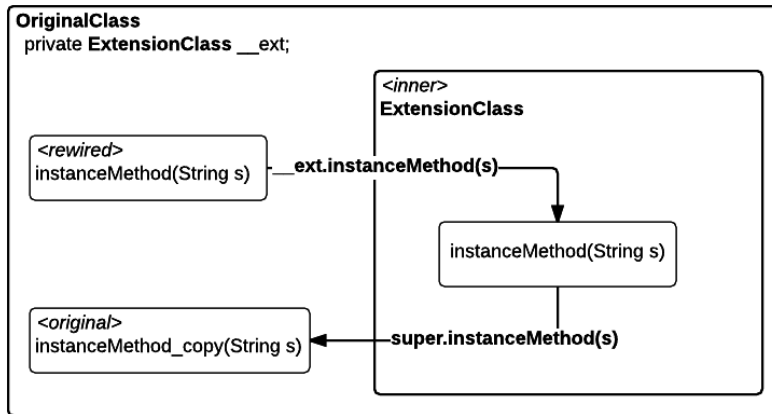 OriginalClass
private ExtensionClass __ext;
<inner>
ExtensionClass
<rewired>
instanceMethod(String s)
__ext.instanceMethod(s)
instanceMethod(String s)
<original>
instanceMethod_copy(String s)
super.instanceMethod(s)